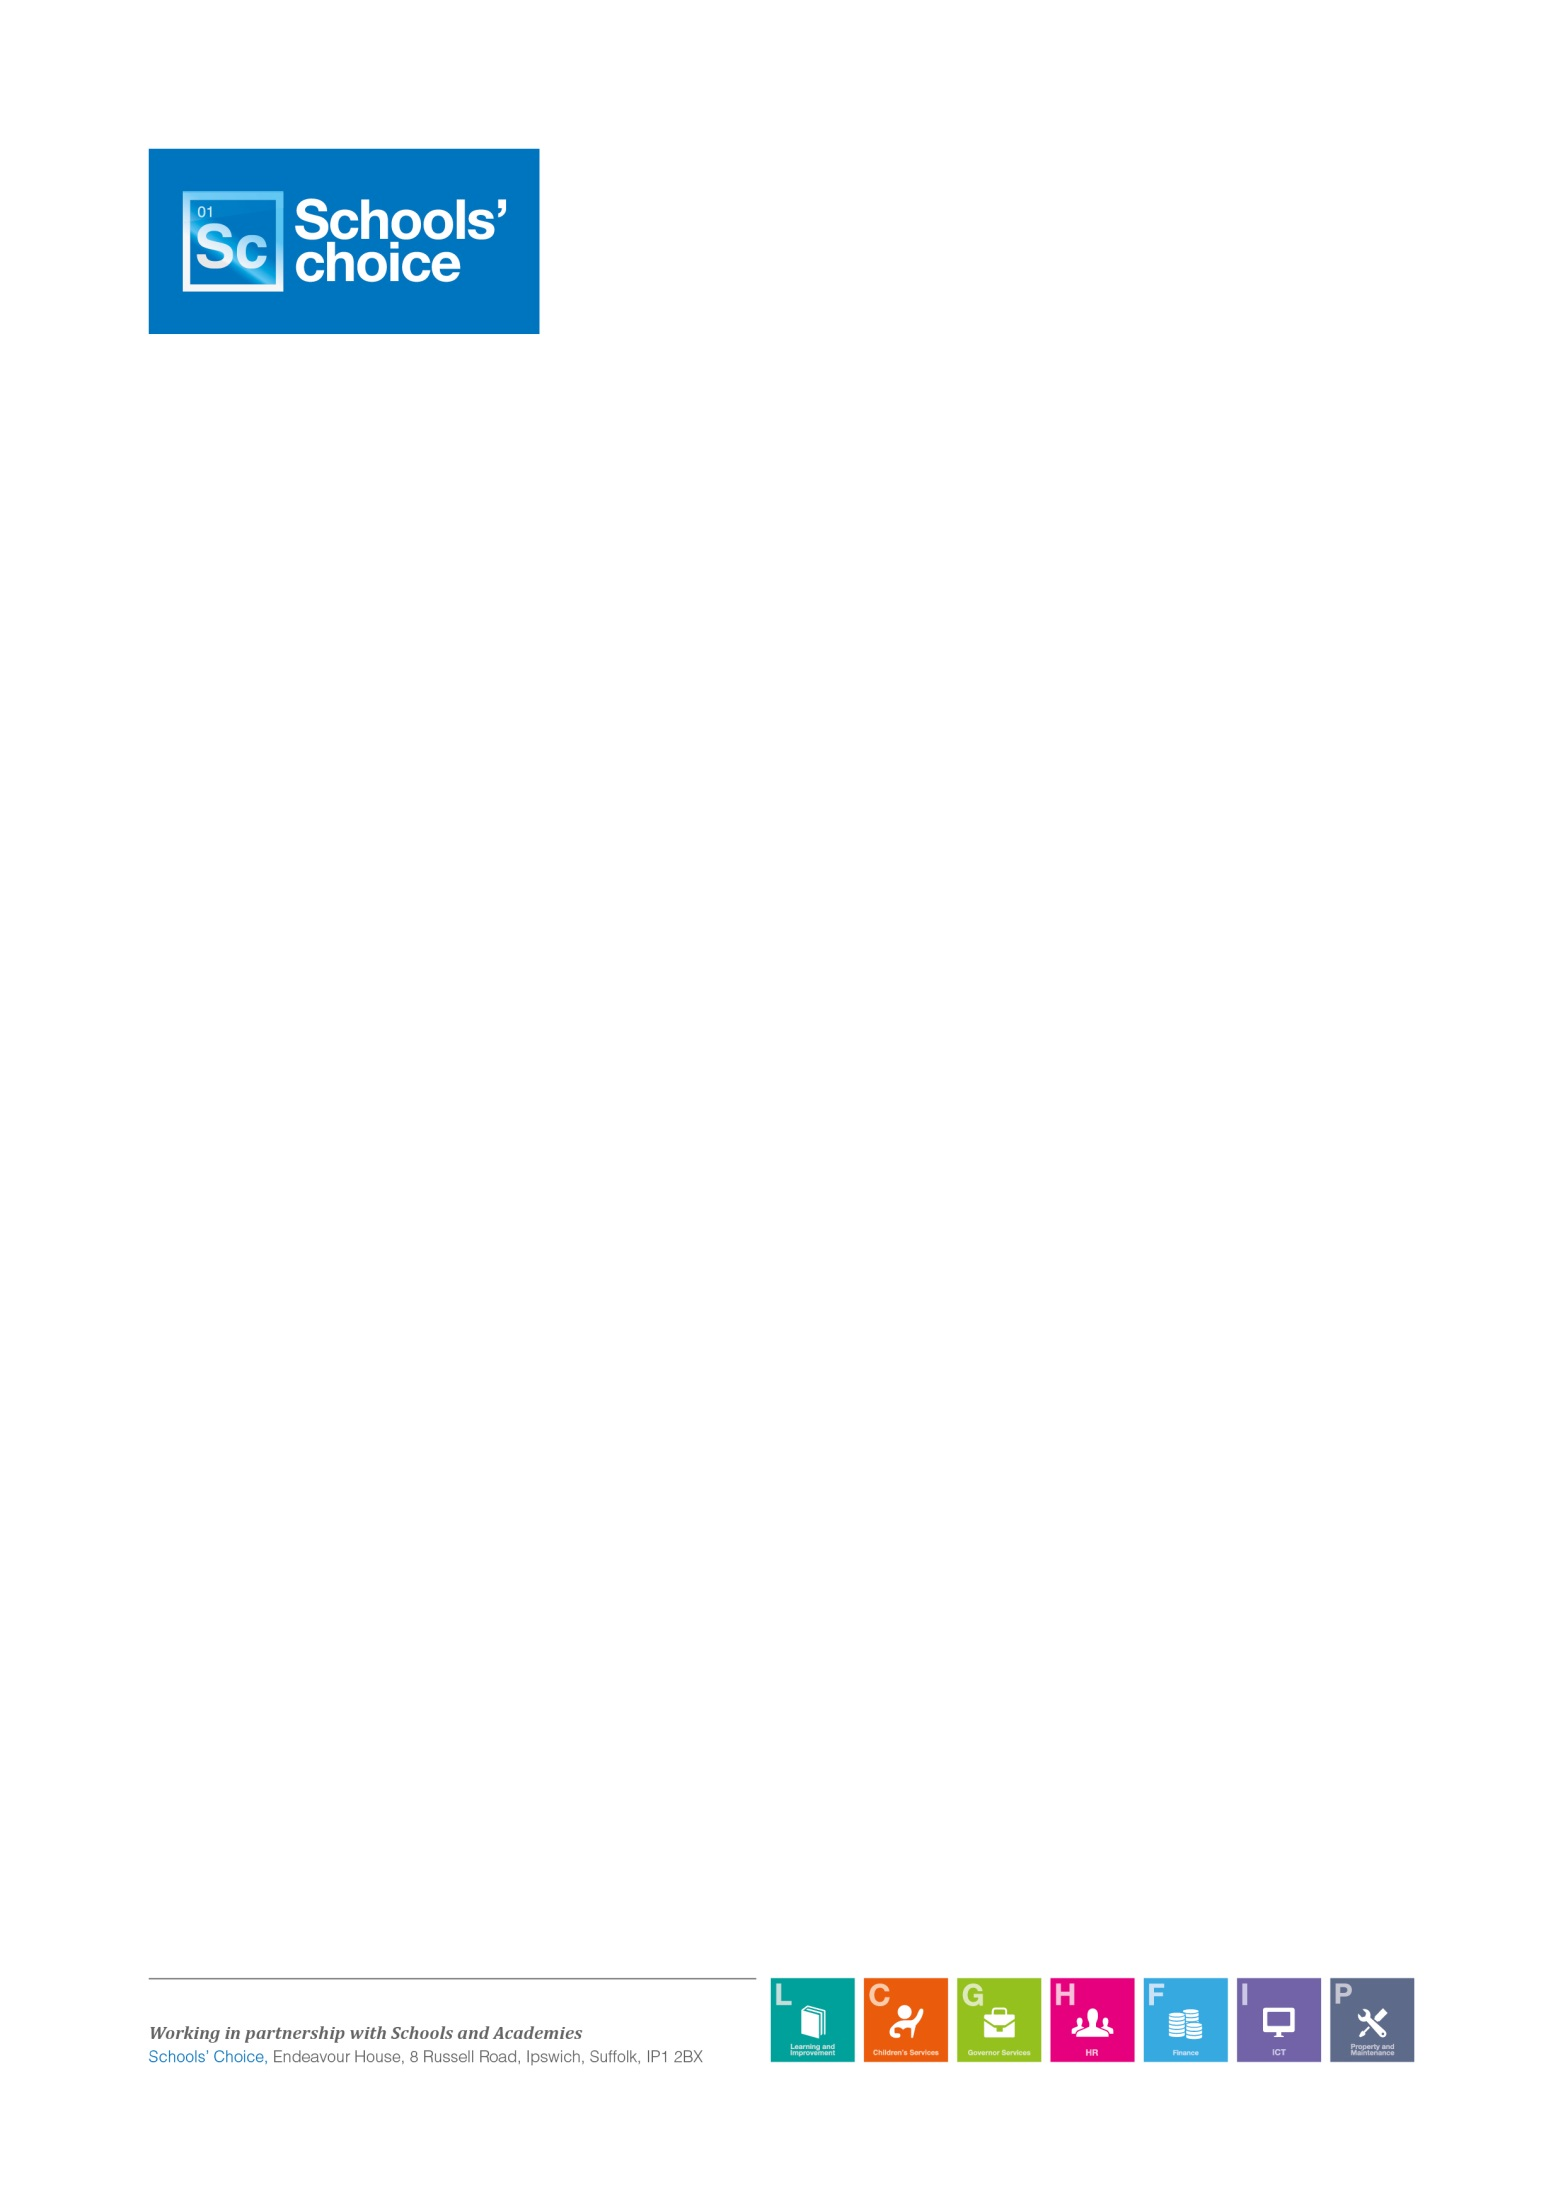 01
Sc
Schools’
choice
Working in partnership with Schools and Academies
Schools’ Choice, Endeavour House, 8 Russell Road, Ipswich, Suffolk, IP1 2BX
L
Learning and
Improvement
C
Children's Services
G
Governor Services
H
HR
F
Finance
I
ICT
P
Property and
Maintenance